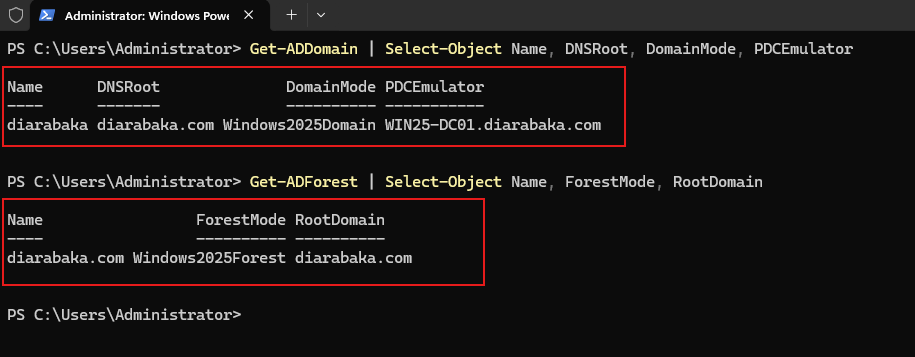 Administrator: Windows Powe
PS C:\Users\Administrator> Get-ADDomain | Select-Object Name, DNSRoot, DomainMode, PDCEmulator
Name      DNSRoot              DomainMode PDCEmulator
----      -------              ---------- -----------
diarabaka diarabaka.com Windows2025Domain WIN25-DC01.diarabaka.com
PS C:\Users\Administrator> Get-ADForest | Select-Object Name, ForestMode, RootDomain
Name                 ForestMode RootDomain
----                 ---------- ----------
diarabaka.com Windows2025Forest diarabaka.com
PS C:\Users\Administrator>